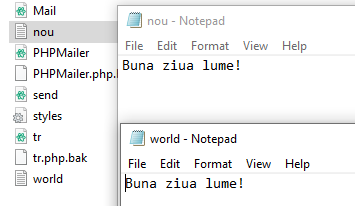 Mail
nou
PHPMailer
PHPMailer.php.
send
styles
tr
tr.php.bak
world
nou - Notepad
File Edit Format View Help
Buna ziua lume!
world - Notepad
File Edit Format View Help
Buna ziua lume!